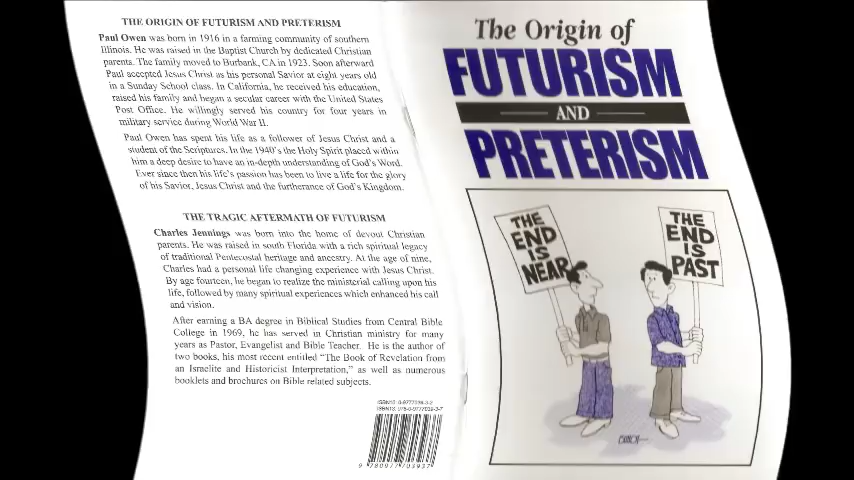 THE ORIGIN OF FUTURISM AND PRETERISM
Paul Owen was born in 1916 in a farming community of southern
Illinois. He was raised in the Baptist Church by dedicated Christian
parents. The family moved to Burbank, CA in 1923. Soon afterward
Paul accepted Jesus Christ as his personal Savior at eight years old
in a Sunday School class. In California, he received his education,
raised his family and began a secular career with the United States
Post Office. He willingly served his country for four years in
military service during World War II.
Paul Owen has spent his life as a follower of Jesus Christ and a
student of the Scriptures. In the 1940's the Holy Spirit placed within
him a deep desire to have an in-depth understanding of God's Word.
Ever since then his life's passion has been to live a life for the glory
of his Savior, Jesus Christ and the furtherance of God's Kingdom.
THE TRAGIC AFTERMATH OF FUTURISM
Charles Jennings was born into the home of devout Christian
parents. He was raised in south Florida with a rich spiritual legacy
of traditional Pentecostal heritage and ancestry. At the age of nine,
Charles had a personal life changing experience with Jesus Christ.
By age fourteen, he began to realize the ministerial calling upon his
life, followed by many spiritual experiences which enhanced his call
and vision.
After earning a BA degree in Biblical Studies from Central Bible
College in 1969, he has served in Christian ministry for many
years as Pastor, Evangelist and Bible Teacher. He is the author of
two books, his most recent entitled "The Book of Revelation from
an Israelite and Historicist Interpretation," as well as numerous
booklets and brochures on Bible related subjects.
The Origin of
FUTURISM
AND
PRETERISM
THE
END
IS
NEAR
THE
END
IS
PAST